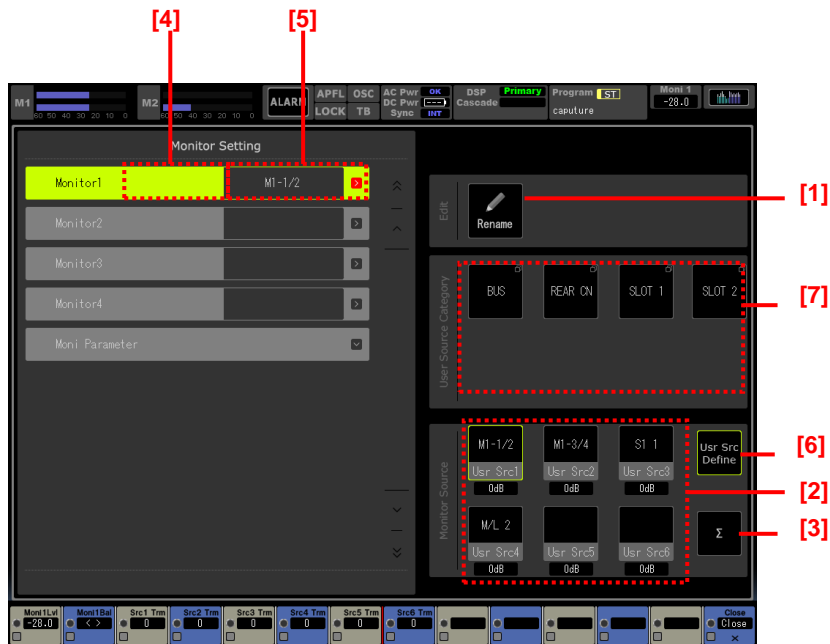 [4] [5]
M1 60 50 40 30 20 10 0 M2 60 50 40 30 20 10 0 ALARM APFL OSC AC Pwr OK DSP Primary Program ST Moni 1
LOCK TB DC Pwr Cascade -28.0
Sync INT caputure
Monitor Setting
Monitor1 M1-1/2
Monitor2
Monitor3
Monitor4
Moni Parameter
Edit
Rename
[1]
User Source Category
BUS REAR CN SLOT 1 SLOT 2
[7]
Monitor Source
M1-1/2 M1-3/4 S1 1
Usr Src1 Usr Src2 Usr Src3
0dB 0dB 0dB
M/L 2
Usr Src4 Usr Src5 Usr Src6
0dB 0dB 0dB
Usr Src
Define
[6]
[2]
Σ
[3]
Moni1Lvl Moni1Bal Src1 Trm Src2 Trm Src3 Trm Src4 Trm Src5 Trm Src6 Trm Close
-28.0 < > 0 0 0 0 0 0 Close
×